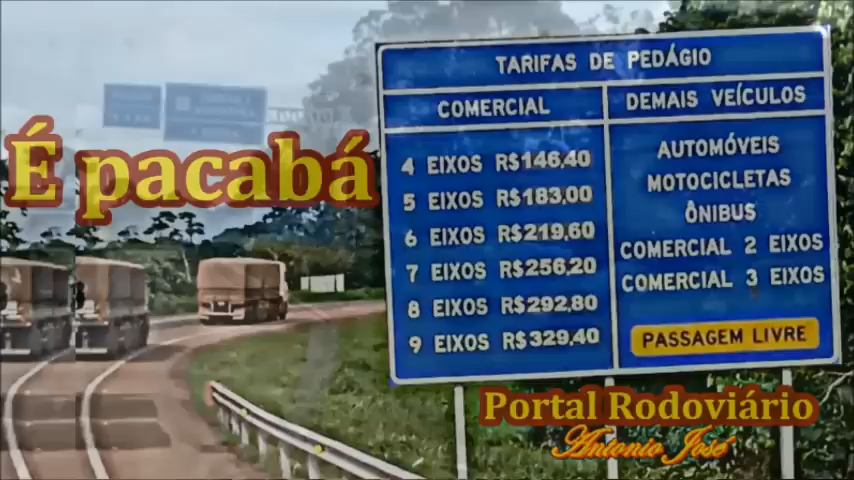 É pacabá
TARIFAS DE PEDÁGIO
COMERCIAL
4 EIXOS R$146,40
5 EIXOS R$183,00
6 EIXOS R$219,60
7 EIXOS R$256,20
8 EIXOS R$292,80
9 EIXOS R$329,40
DEMAIS VEÍCULOS
AUTOMÓVEIS
MOTOCICLETAS
ÔNIBUS
COMERCIAL 2 EIXOS
COMERCIAL 3 EIXOS
PASSAGEM LIVRE
Portal Rodoviário
Antonio José